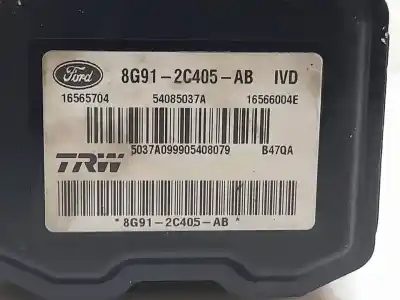 Ford 8G91-2C405-AB IVD
16565704 54085037A 16566004E
5037A099905408079 B47QA
TRW
*8G91-2C405-AB*